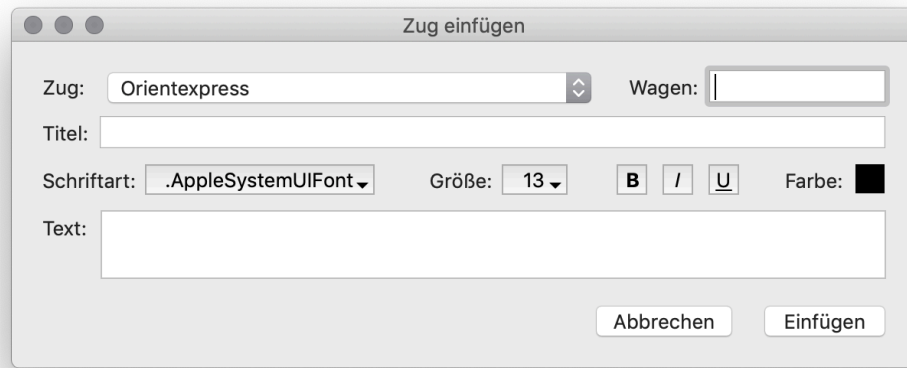 Zug einfügen
Zug: Orientexpress Wagen:
Titel:
Schriftart: .AppleSystemUIFont Größe: 13 B I U Farbe:
Text:
Abbrechen Einfügen